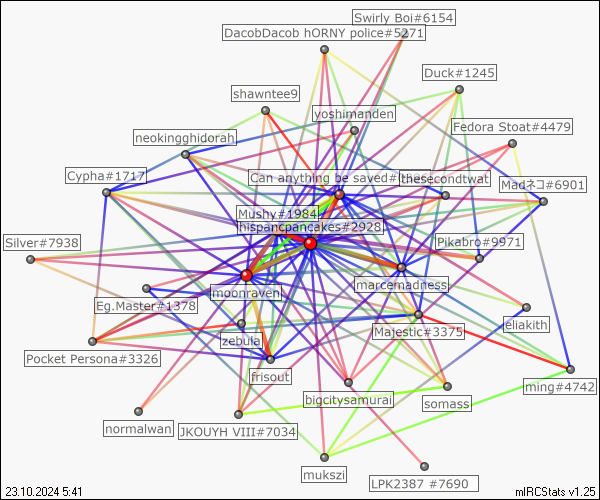 Swirly Boi#6154
DacobDacob hORNY police#5271
Duck#1245
shawntee9
yoshimanden
Fedora Stoat#4479
neokingghidorah
Cypha#1717
Can anything be saved#
thesecondtwat
Madネコ#6901
Mushy#1984
hispancpancakes#2928
Silver#7938
Pikabro#9971
moonraven
marcemadness
Eg.Master#1378
eliakith
Majestic#3375
zebula
Pocket Persona#3326
frisout
ming#4742
bigcitysamurai
somass
normalwan
JKOUYH VIII#7034
mukszi
LPK2387 #7690
23.10.2024 5:41
mIRCStats v1.25